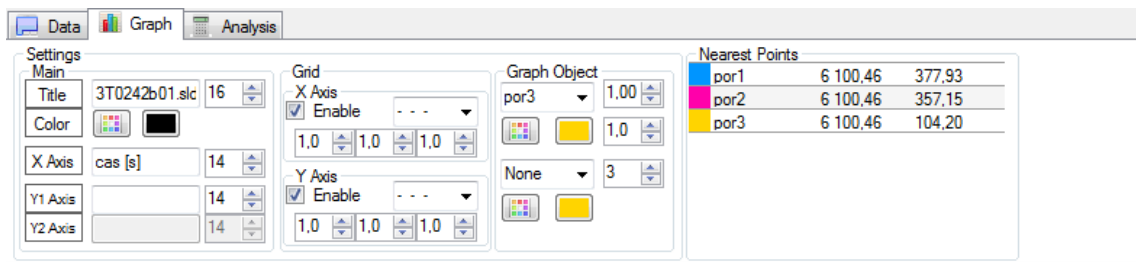 Data Graph Analysis
Settings
Main
Title 3T0242b01.slc 16
Color
X Axis cas [s] 14
Y1 Axis 14
Y2 Axis 14
Grid
X Axis
Enable - - -
1,0 1,0 1,0
Y Axis
Enable - - -
1,0 1,0 1,0
Graph Object
por3 1,00
1,0
None 3
Nearest Points
por1 6 100,46 377,93
por2 6 100,46 357,15
por3 6 100,46 104,20